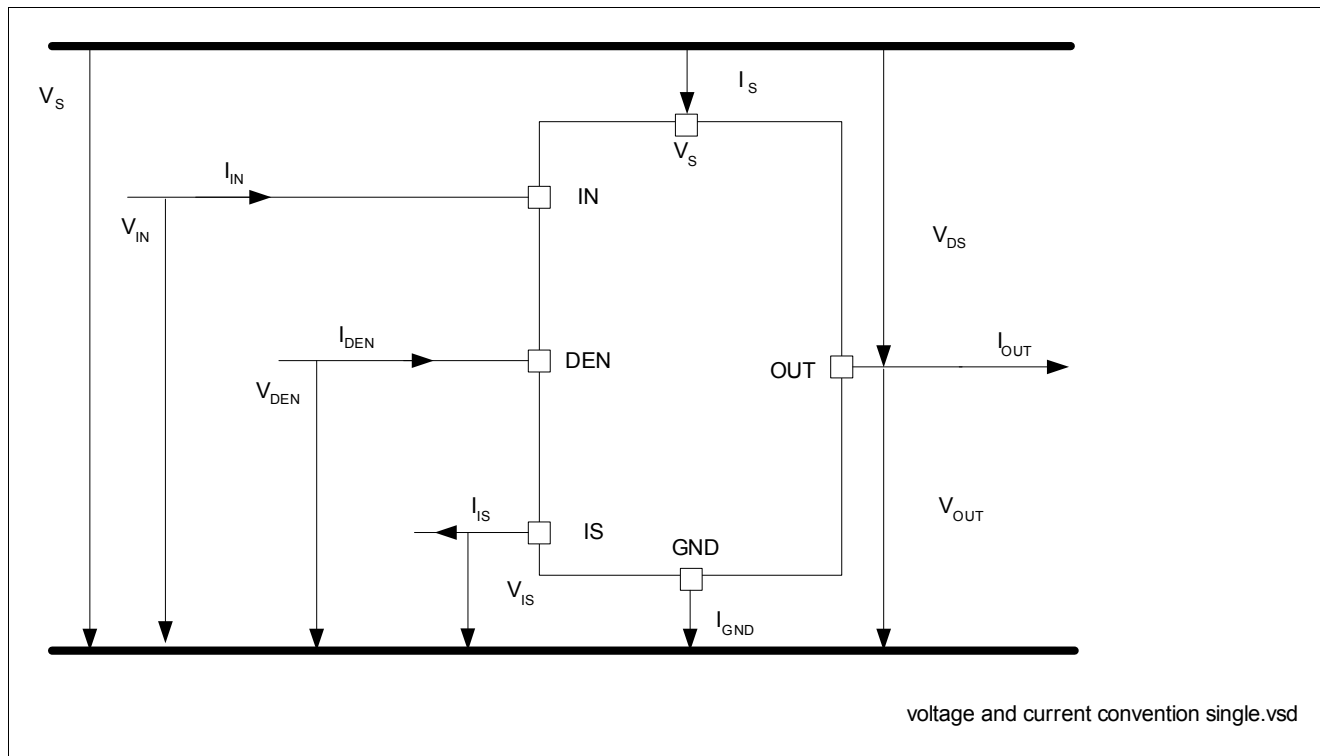 V_S
I_S
V_S
I_IN
IN
V_IN
V_DS
I_DEN
DEN
V_DEN
OUT
I_OUT
I_IS
IS
V_IS
GND
V_OUT
I_GND
voltage and current convention single.vsd